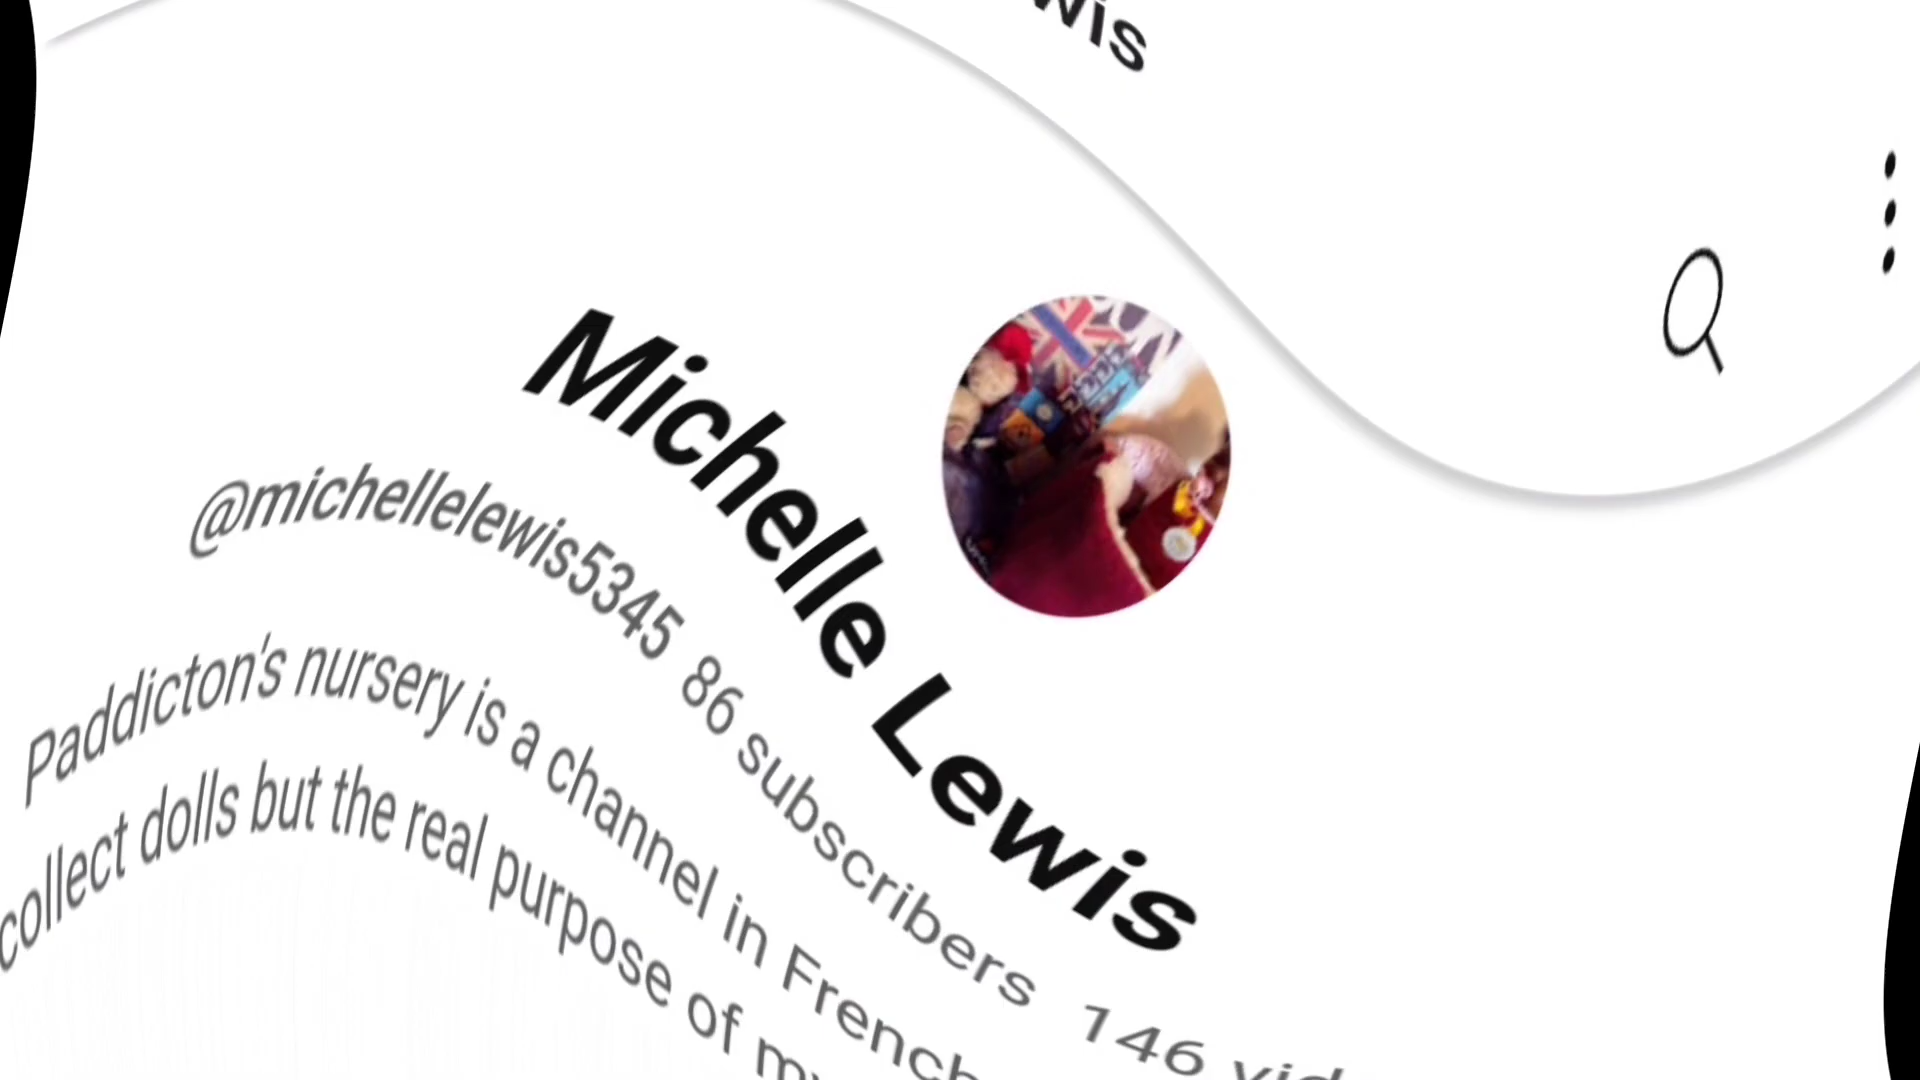 wis
Michelle Lewis
@michellelewis5345 86 subscribers 146
Paddicton's nursery is a channel in French
collect dolls but the real purpose of